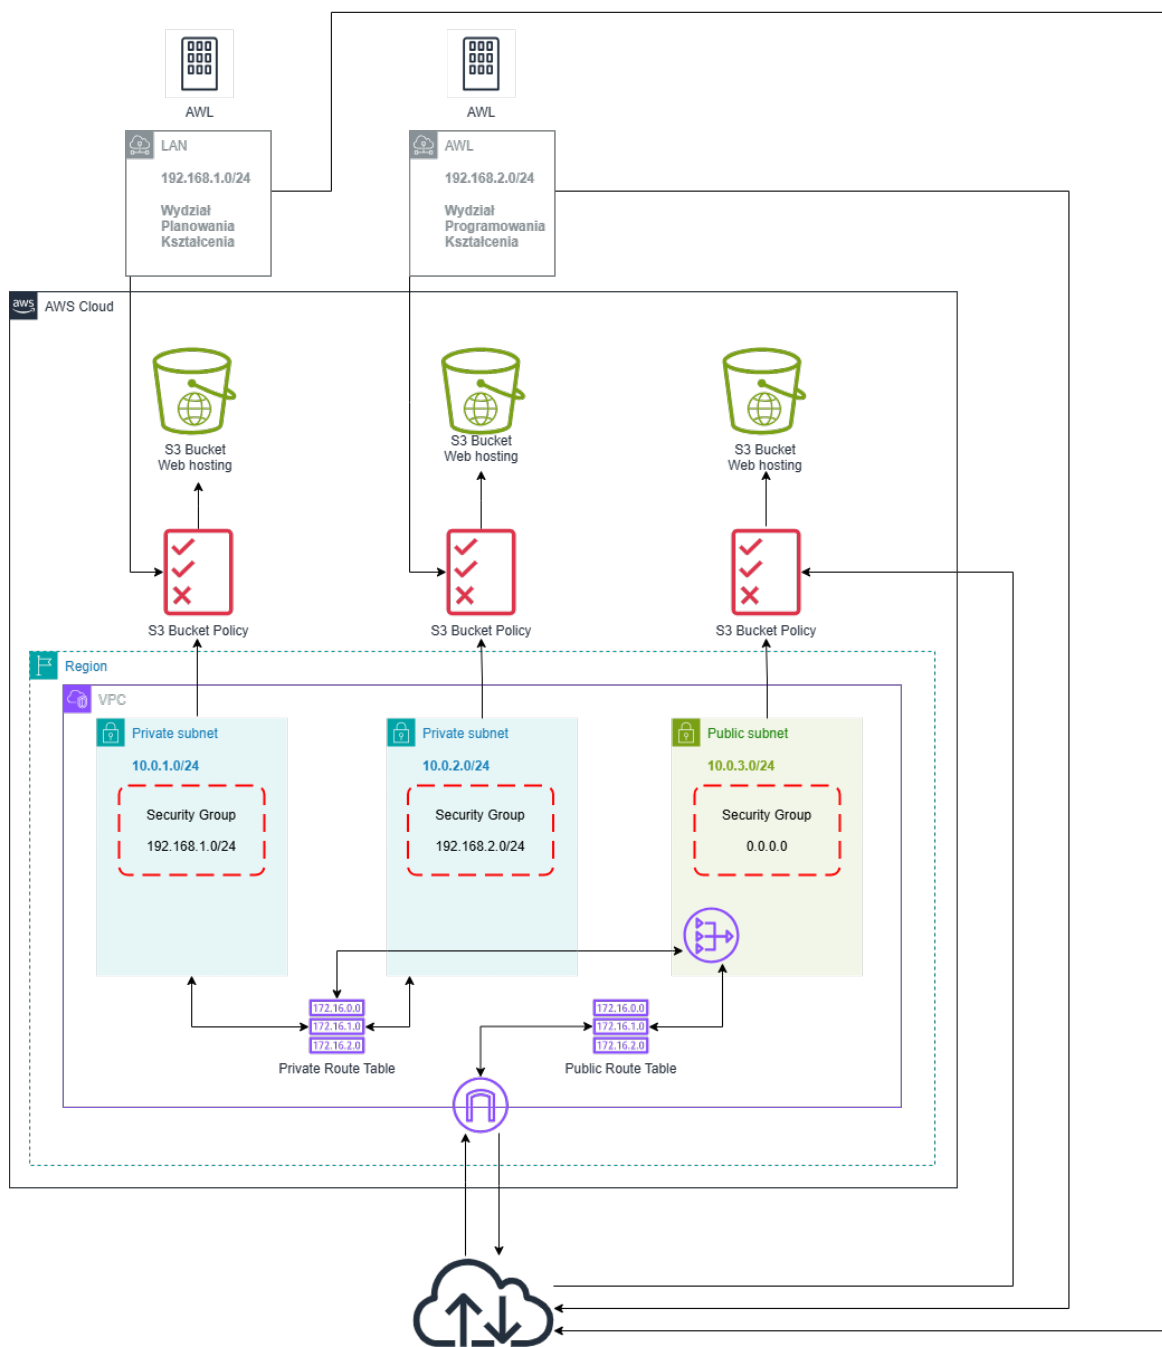 AWL
AWL
LAN
192.168.1.0/24
Wydział
Planowania
Kształcenia
AWL
192.168.2.0/24
Wydział
Programowania
Kształcenia
aws
AWS Cloud
S3 Bucket
Web hosting
S3 Bucket
Web hosting
S3 Bucket
Web hosting
S3 Bucket Policy
S3 Bucket Policy
S3 Bucket Policy
Region
VPC
Private subnet
10.0.1.0/24
Security Group
192.168.1.0/24
Private subnet
10.0.2.0/24
Security Group
192.168.2.0/24
Public subnet
10.0.3.0/24
Security Group
0.0.0.0
172.16.0.0
172.16.1.0
172.16.2.0
Private Route Table
172.16.0.0
172.16.1.0
172.16.2.0
Public Route Table